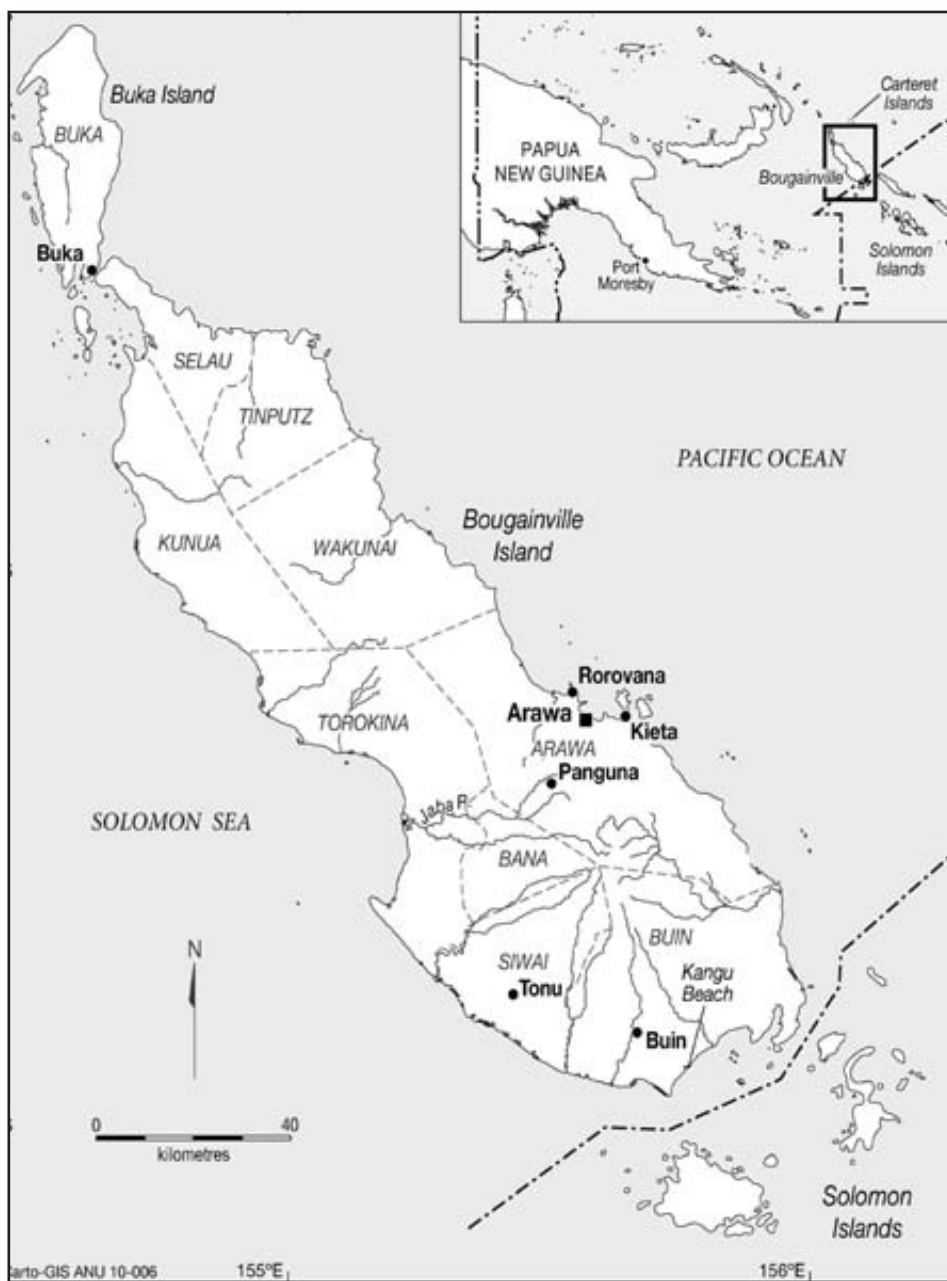 Buka Island
BUKA
Buka
Carteret
Islands
PAPUA
NEW GUINEA
Bougainville
Solomon
Islands
Port
Moresby
SELAU
TINPUTZ
PACIFIC OCEAN
Bougainville
Island
KUNUA
WAKUNAI
Rorovana
Arawa
Kieta
TOROKINA
ARAWA
Panguna
Jaba R.
SOLOMON SEA
BANA
N
BUIN
SIWAI
Kangu
Beach
Tonu
Buin
0 40
kilometres
Solomon
Islands
arto-GIS ANU 10-006
155°E
156°E